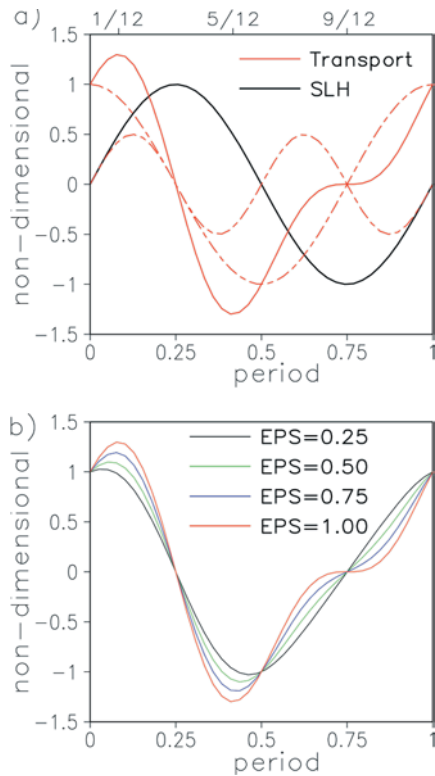 a) 1/12 5/12 9/12
1.5
1
0.5
0
−0.5
−1
−1.5
non−dimensional
Transport
SLH
0 0.25 0.5 0.75 1
period
b)
1.5
1
0.5
0
−0.5
−1
−1.5
non−dimensional
EPS=0.25
EPS=0.50
EPS=0.75
EPS=1.00
0 0.25 0.5 0.75 1
period